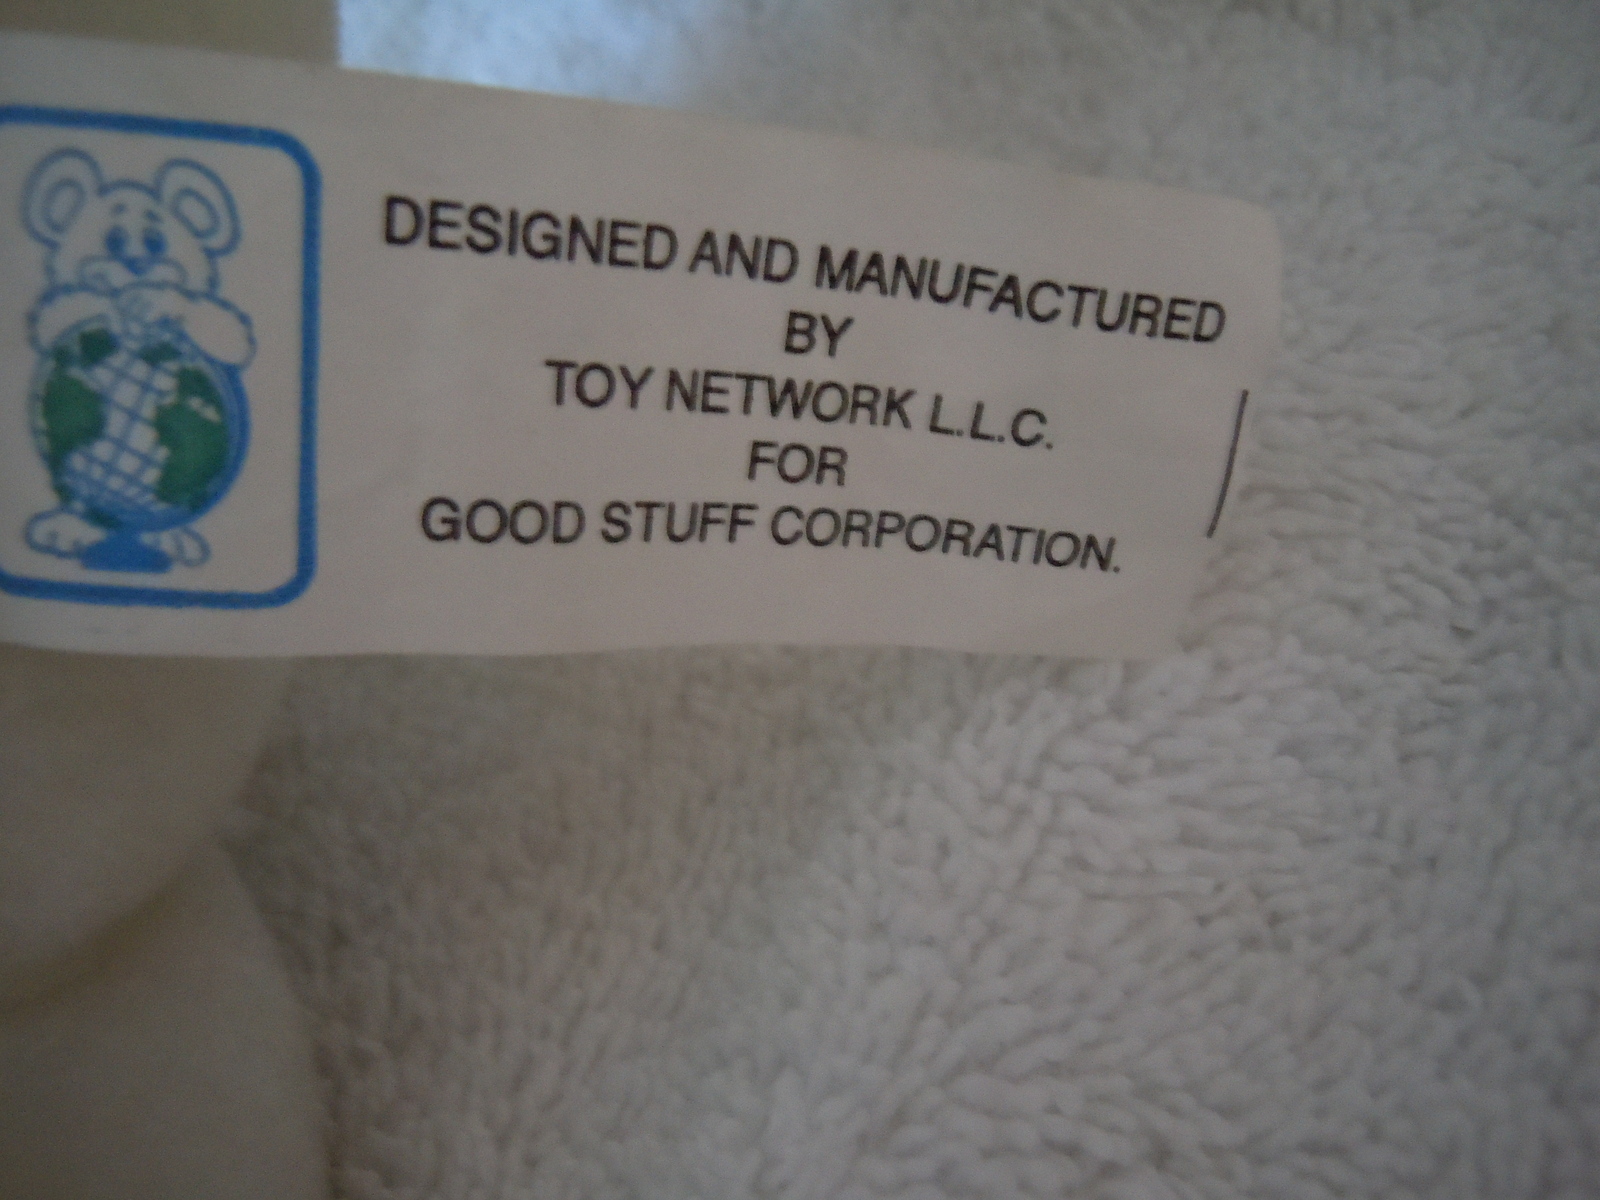 DESIGNED AND MANUFACTURED
BY
TOY NETWORK L.L.C.
FOR
GOOD STUFF CORPORATION.